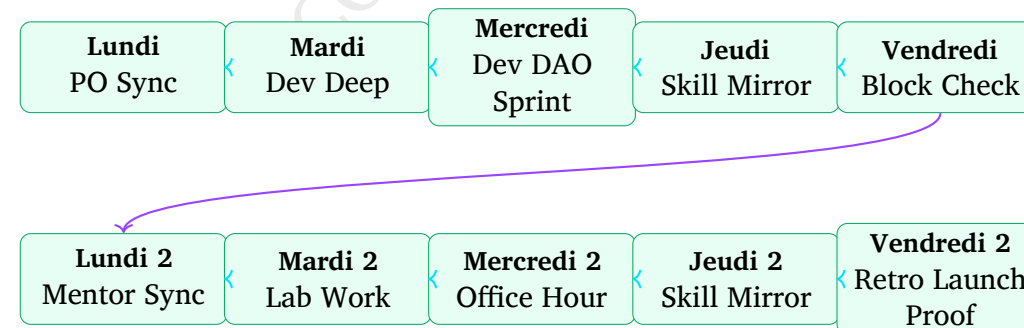 Lundi
PO Sync
Mardi
Dev Deep
Mercredi
Dev DAO
Sprint
Jeudi
Skill Mirror
Vendredi
Block Check
Lundi 2
Mentor Sync
Mardi 2
Lab Work
Mercredi 2
Office Hour
Jeudi 2
Skill Mirror
Vendredi 2
Retro Launch
Proof